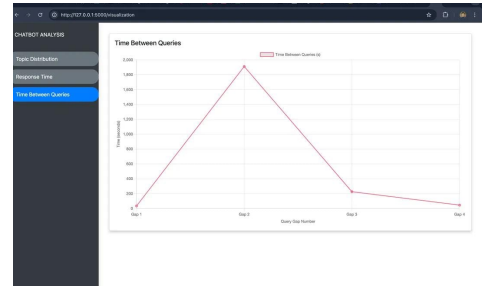 http://127.0.0.1:5000/visualization
CHATBOT ANALYSIS
Topic Distribution
Response Time
Time Between Queries
Time Between Queries
Time Between Queries (s)
2,000
1,800
1,600
1,400
1,200
1,000
800
600
400
200
0
Time (seconds)
Gap 1
Gap 2
Gap 3
Gap 4
Query Gap Number